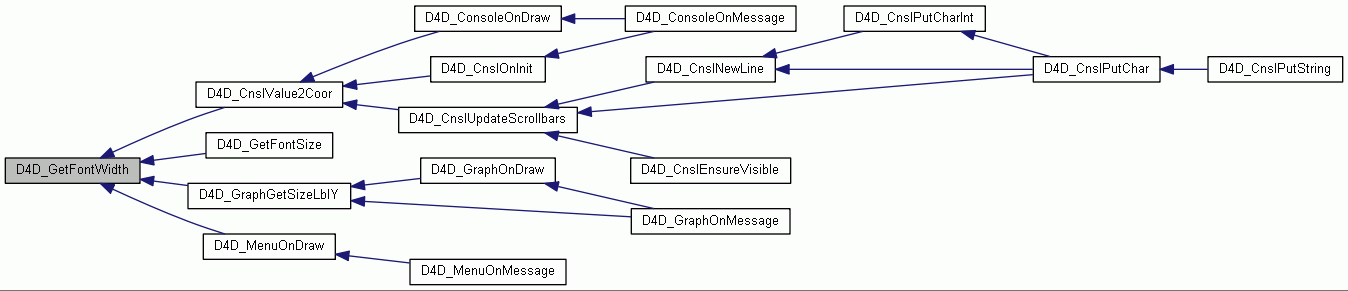 D4D_ConsoleOnDraw
D4D_ConsoleOnMessage
D4D_CnslPutCharInt
D4D_CnslOnInit
D4D_CnslNewLine
D4D_CnslPutChar
D4D_CnslPutString
D4D_CnslValue2Coor
D4D_CnslUpdateScrollbars
D4D_GetFontSize
D4D_GetFontWidth
D4D_GraphOnDraw
D4D_CnslEnsureVisible
D4D_GraphGetSizeLblY
D4D_GraphOnMessage
D4D_MenuOnDraw
D4D_MenuOnMessage